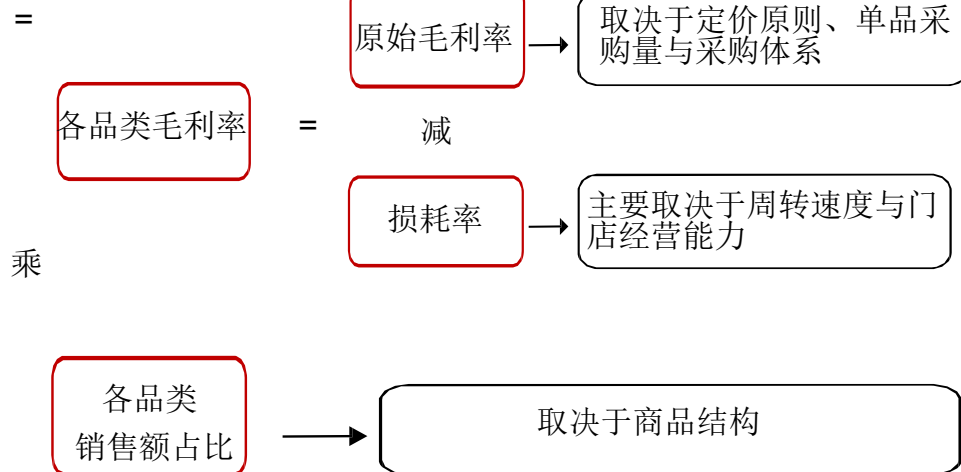 =
原始毛利率
取决于定价原则、单品采
购量与采购体系
各品类毛利率
=
减
损耗率
主要取决于周转速度与门
店经营能力
乘
各品类
销售额占比
取决于商品结构